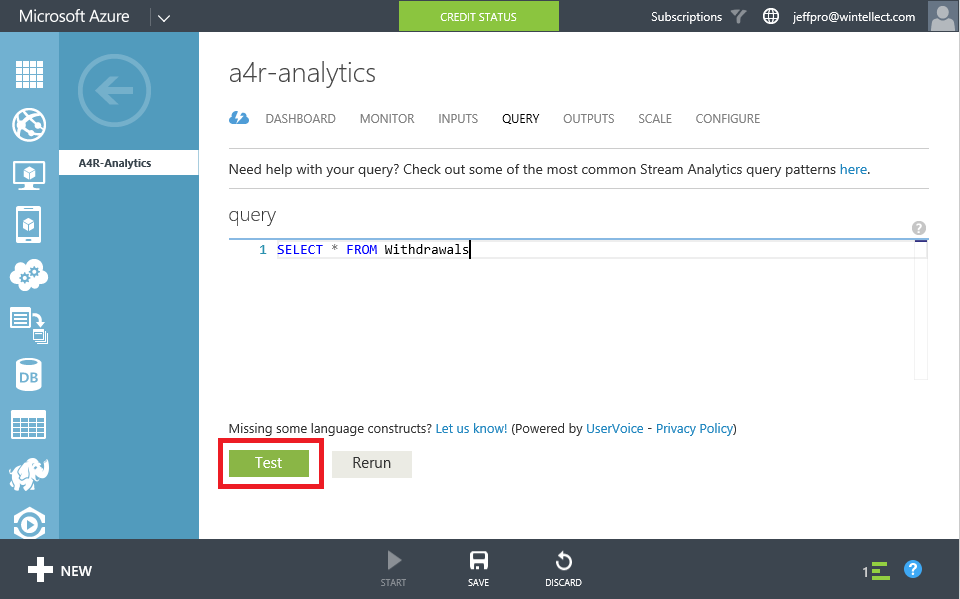 Microsoft Azure
CREDIT STATUS
Subscriptions
jeffpro@wintellect.com
A4R-Analytics
a4r-analytics
DASHBOARD MONITOR INPUTS QUERY OUTPUTS SCALE CONFIGURE
Need help with your query? Check out some of the most common Stream Analytics query patterns here.
query
?
1 SELECT * FROM Withdrawals
Missing some language constructs? Let us know! (Powered by UserVoice - Privacy Policy)
Test Rerun
DB
NEW
START SAVE DISCARD
1
?